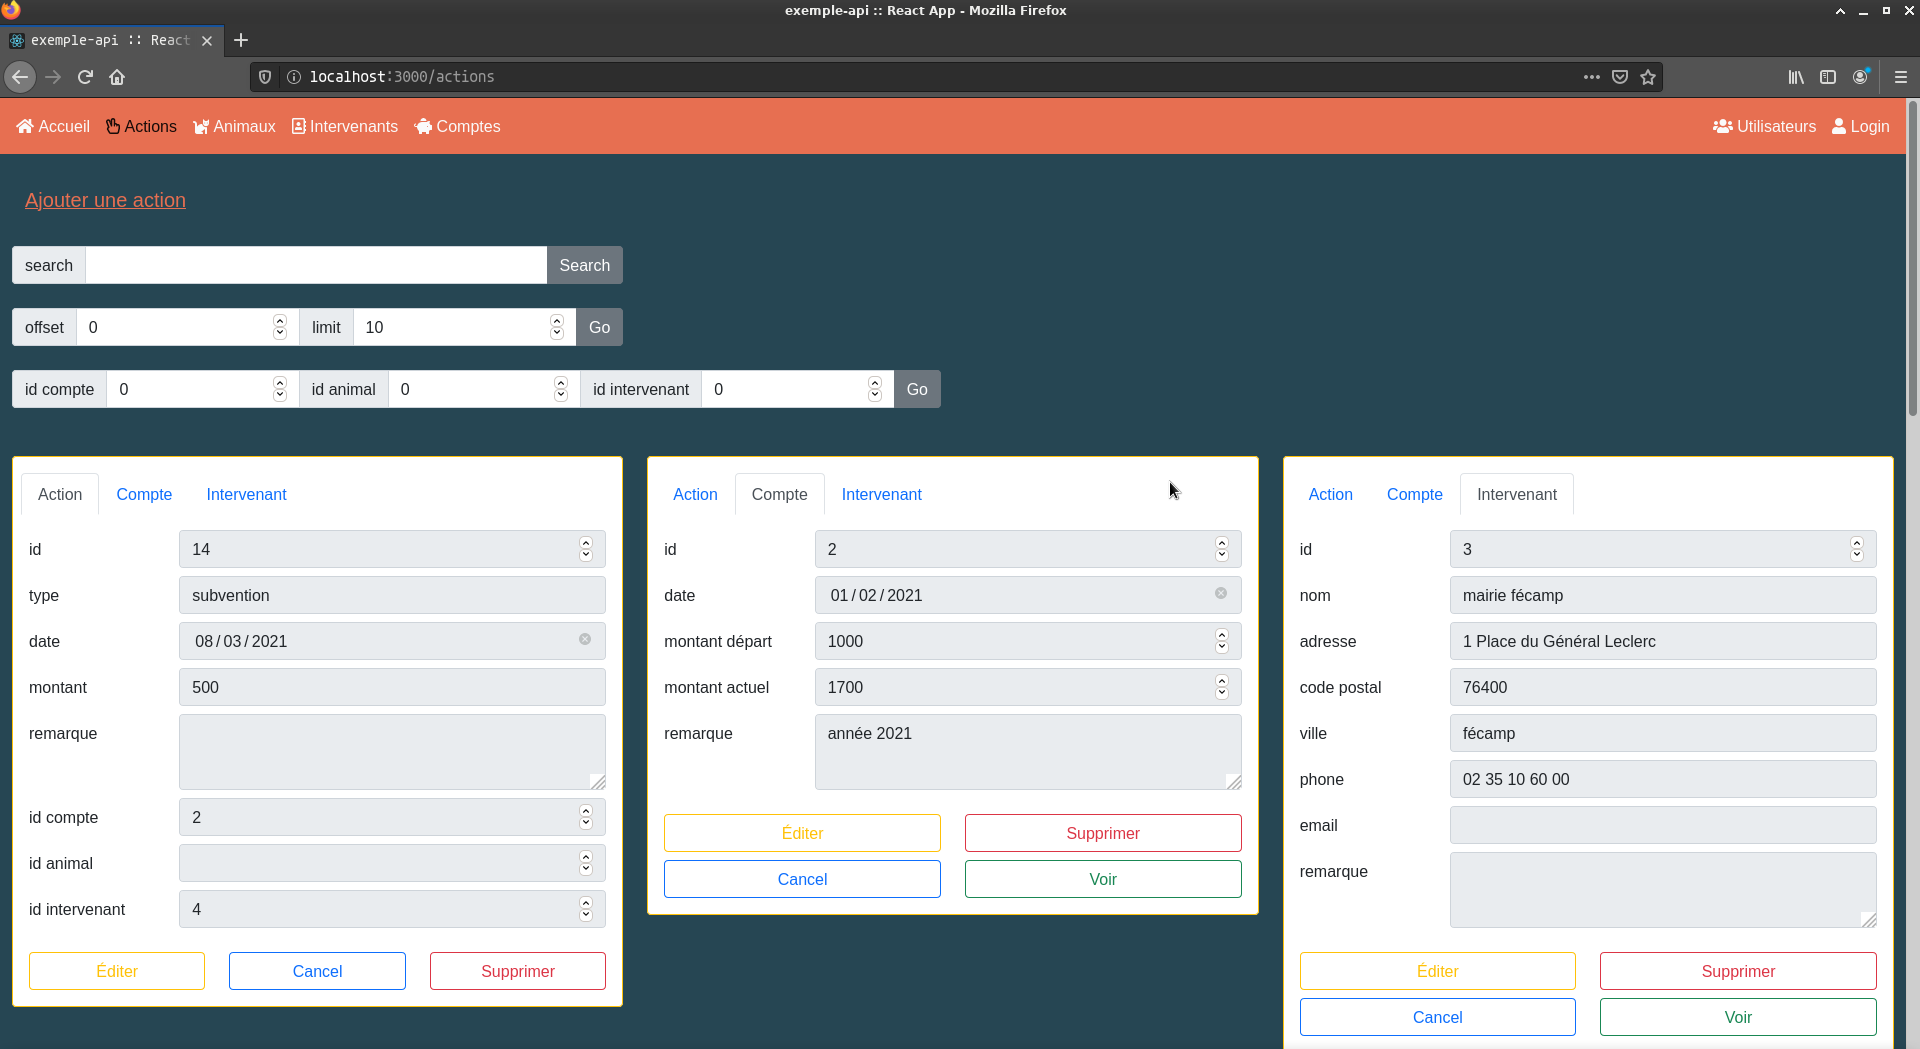 exemple-api :: React App - Mozilla Firefox
exemple-api :: React
localhost:3000/actions
Accueil Actions Animaux Intervenants Comptes Utilisateurs Login
Ajouter une action
search Search
offset 0 limit 10 Go
id compte 0 id animal 0 id intervenant 0 Go
Action Compte Intervenant
id 14
type subvention
date 08/03/2021
montant 500
remarque
id compte 2
id animal
id intervenant 4
Éditer Cancel Supprimer
Action Compte Intervenant
id 2
date 01/02/2021
montant départ 1000
montant actuel 1700
remarque année 2021
Éditer Supprimer
Cancel Voir
Action Compte Intervenant
id 3
nom mairie fécamp
adresse 1 Place du Général Leclerc
code postal 76400
ville fécamp
phone 02 35 10 60 00
email
remarque
Éditer Supprimer
Cancel Voir